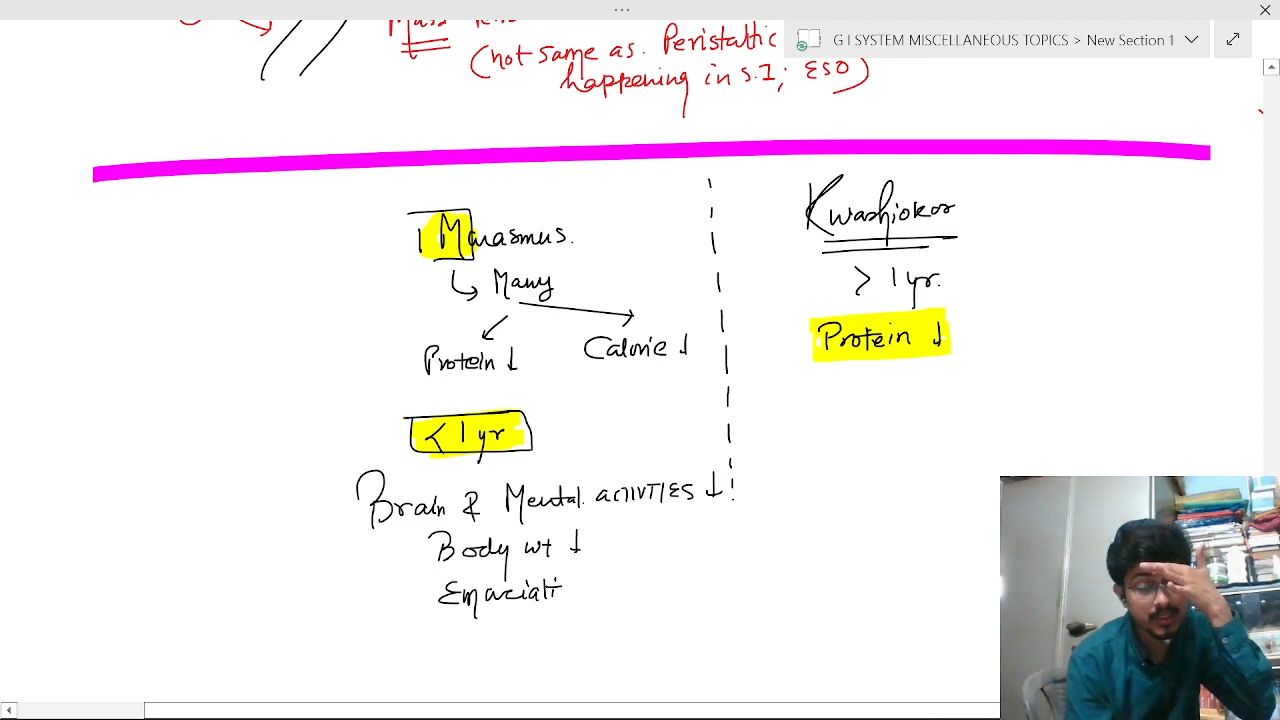 G.I SYSTEM MISCELLANEOUS TOPICS > New Section 1
Mass
(not same as. Peristaltic
happening in S.I; ESO)
Marasmus.
Many
Protein ↓
Calorie ↓
< 1 yr
Brain & Mental. ACTIVITIES ↓
Body wt ↓
Emaciati
Kwashiokor
> 1 yr.
Protein ↓